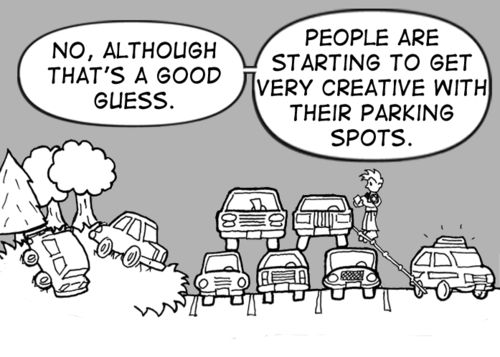 NO, ALTHOUGH
THAT'S A GOOD
GUESS.
PEOPLE ARE
STARTING TO GET
VERY CREATIVE WITH
THEIR PARKING
SPOTS.